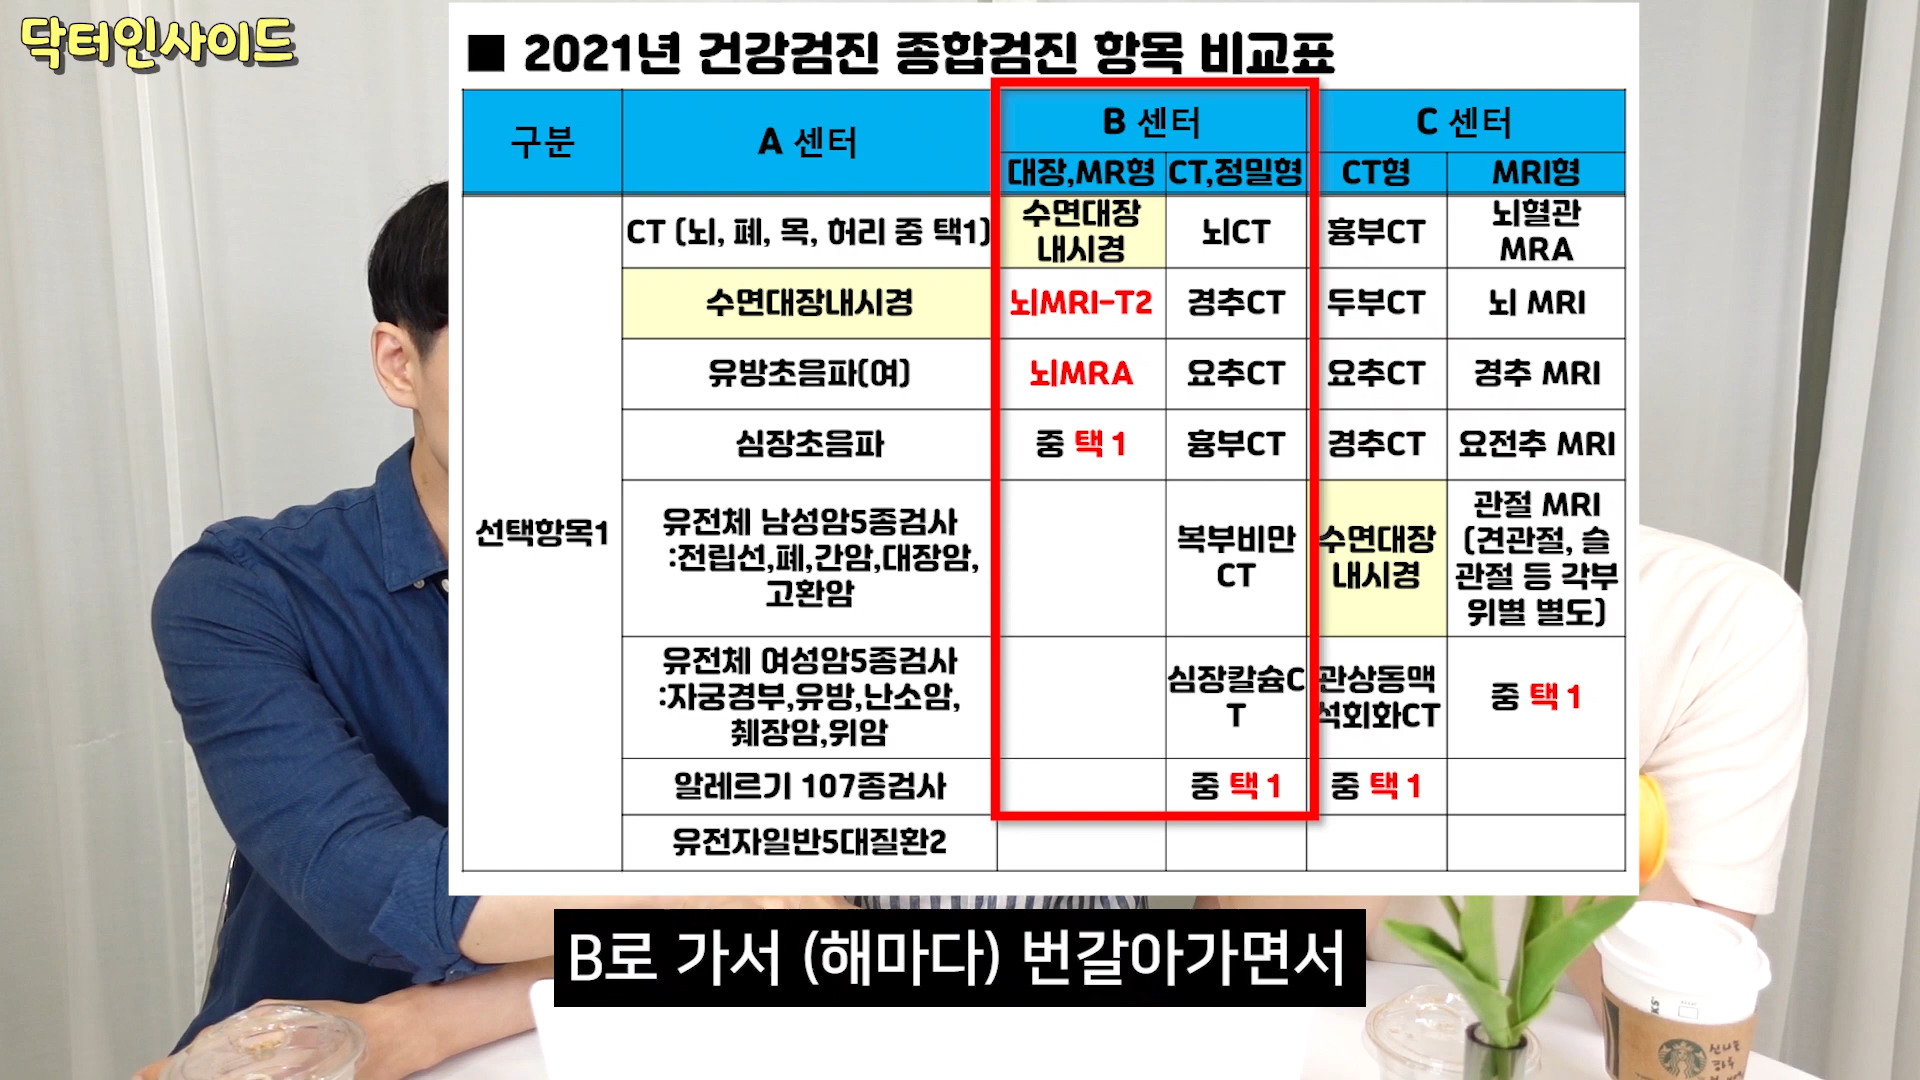 닥터인사이드
■ 2021년 건강검진 종합검진 항목 비교표
구분
A 센터
B 센터
C 센터
대장,MR형
CT,정밀형
CT형
MRI형
선택항목1
CT (뇌, 폐, 목, 허리 중 택1)
수면대장
내시경
뇌CT
흉부CT
뇌혈관
MRA
수면대장내시경
뇌MRI-T2
경추CT
두부CT
뇌 MRI
유방초음파(여)
뇌MRA
요추CT
요추CT
경추 MRI
심장초음파
중 택1
흉부CT
경추CT
요전추 MRI
유전체 남성암5종검사
:전립선,폐,간암,대장암,
고환암
복부비만
CT
수면대장
내시경
관절 MRI
(견관절, 슬
관절 등 각부
위별 별도)
유전체 여성암5종검사
:자궁경부,유방,난소암,
췌장암,위암
심장칼슘C
T
관상동맥
석회화CT
중 택1
알레르기 107종검사
중 택1
중 택1
유전자일반5대질환2
B로 가서 (해마다) 번갈아가면서